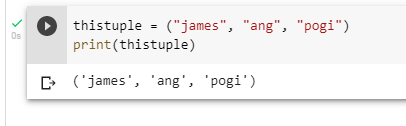 thistuple = ("james", "ang", "pogi")
0s
print(thistuple)
('james', 'ang', 'pogi')